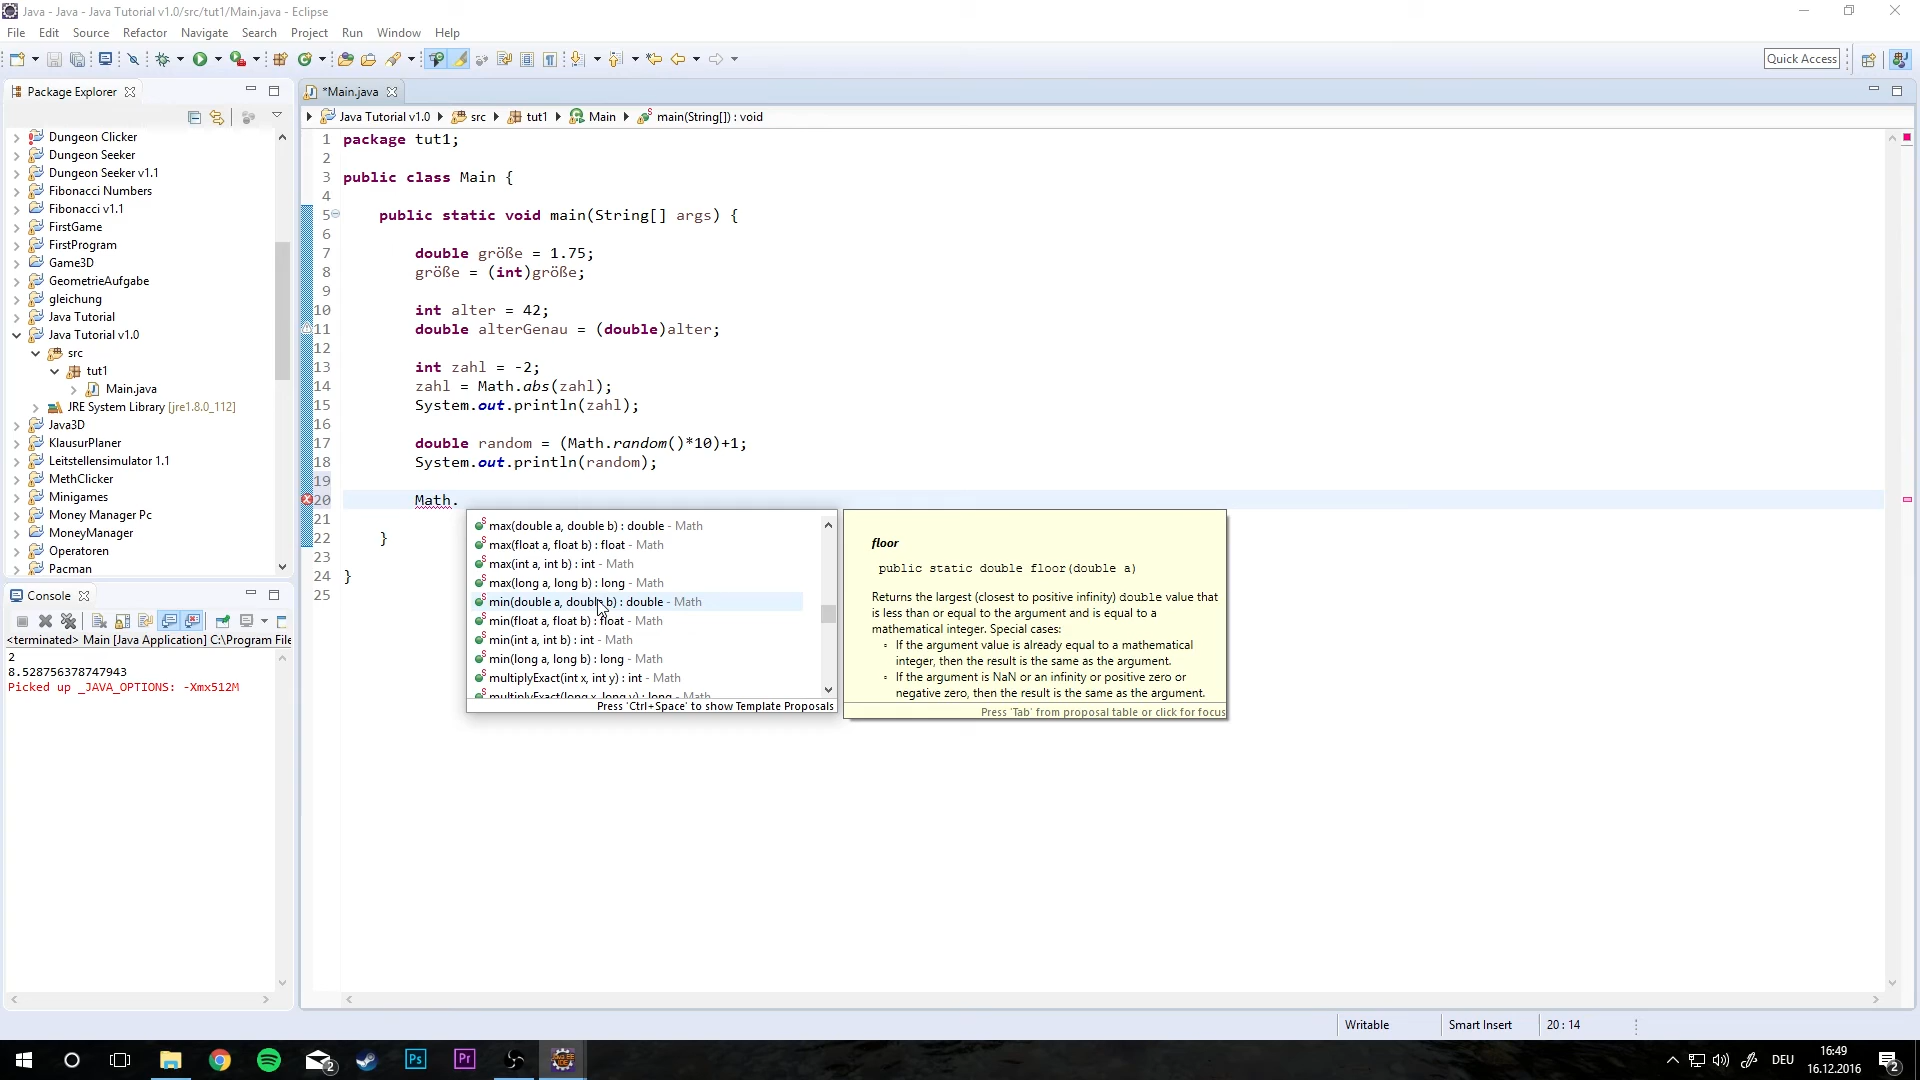 Java - Java - Java Tutorial v1.0/src/tut1/Main.java - Eclipse
File Edit Source Refactor Navigate Search Project Run Window Help
Quick Access
Package Explorer
*Main.java
Java Tutorial v1.0 src tut1 Main main(String[]) : void
Dungeon Clicker
Dungeon Seeker
Dungeon Seeker v1.1
Fibonacci Numbers
Fibonacci v1.1
FirstGame
FirstProgram
Game3D
GeometrieAufgabe
gleichung
Java Tutorial
Java Tutorial v1.0
src
tut1
Main.java
JRE System Library [jre1.8.0_112]
Java3D
KlausurPlaner
Leitstellensimulator 1.1
MethClicker
Minigames
Money Manager Pc
MoneyManager
Operatoren
Pacman
1 package tut1;
2
3 public class Main {
4
5 public static void main(String[] args) {
6
7 double größe = 1.75;
8 größe = (int)größe;
9
10 int alter = 42;
11 double alterGenau = (double)alter;
12
13 int zahl = -2;
14 zahl = Math.abs(zahl);
15 System.out.println(zahl);
16
17 double random = (Math.random()*10)+1;
18 System.out.println(random);
19
20 Math.
21
22 }
23
24 }
25
max(double a, double b) : double - Math
max(float a, float b) : float - Math
max(int a, int b) : int - Math
max(long a, long b) : long - Math
min(double a, double b) : double - Math
min(float a, float b) : float - Math
min(int a, int b) : int - Math
min(long a, long b) : long - Math
multiplyExact(int x, int y) : int - Math
multiplyExact(long x, long y) : long - Math
Press 'Ctrl+Space' to show Template Proposals
floor
public static double floor(double a)
Returns the largest (closest to positive infinity) double value that
is less than or equal to the argument and is equal to a
mathematical integer. Special cases:
If the argument value is already equal to a mathematical
integer, then the result is the same as the argument.
If the argument is NaN or an infinity or positive zero or
negative zero, then the result is the same as the argument.
Press 'Tab' from proposal table or click for focus
Console
<terminated> Main [Java Application] C:\Program File
2
8.528756378747943
Picked up _JAVA_OPTIONS: -Xmx512M
Writable Smart Insert 20 : 14
2
Ps
Pr
DEU
16:49
16.12.2016
2